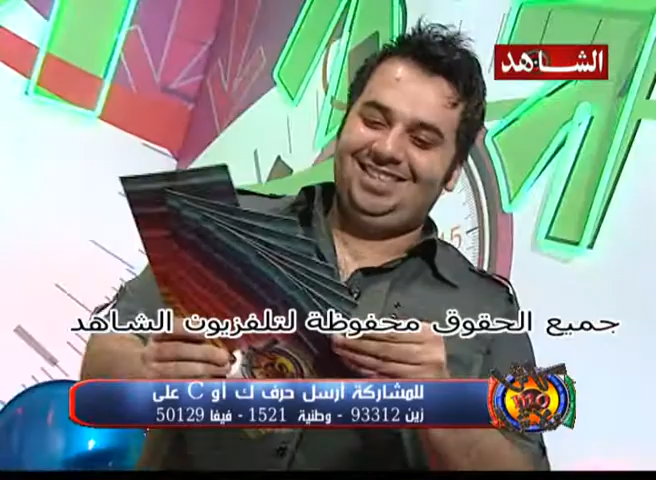 الشاهد
جميع الحقوق محفوظة لتلفزيون الشاهد
للمشاركة أرسل حرف ك أو C على
زين 93312 - وطنية 1521 - فيفا 50129